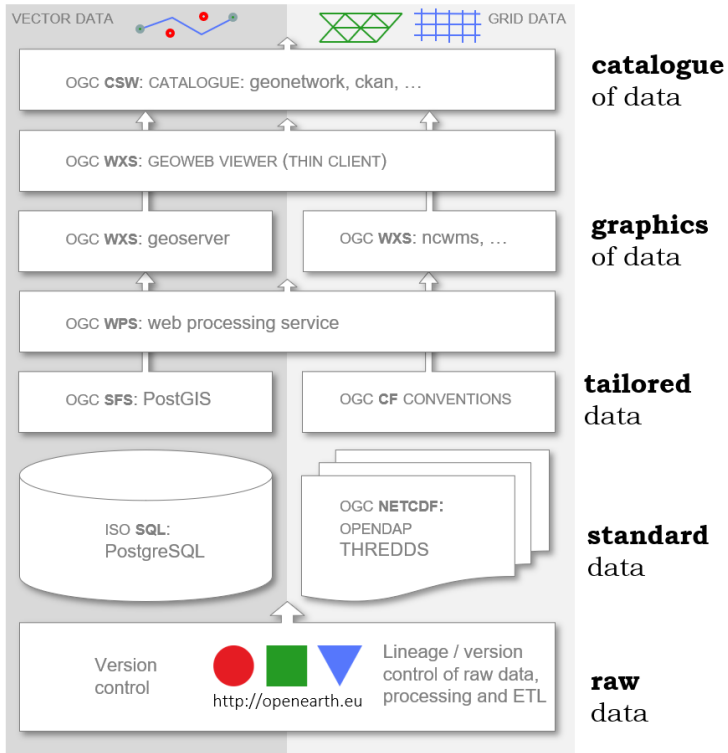 VECTOR DATA
GRID DATA
OGC CSW: CATALOGUE: geonetwork, ckan, ...
catalogue
of data
OGC WXS: GEOWEB VIEWER (THIN CLIENT)
OGC WXS: geoserver
OGC WXS: ncwms, ...
graphics
of data
OGC WPS: web processing service
OGC SFS: PostGIS
OGC CF CONVENTIONS
tailored
data
ISO SQL:
PostgreSQL
OGC NETCDF:
OPENDAP
THREDDS
standard
data
Version
control
http://openearth.eu
Lineage / version
control of raw data,
processing and ETL
raw
data